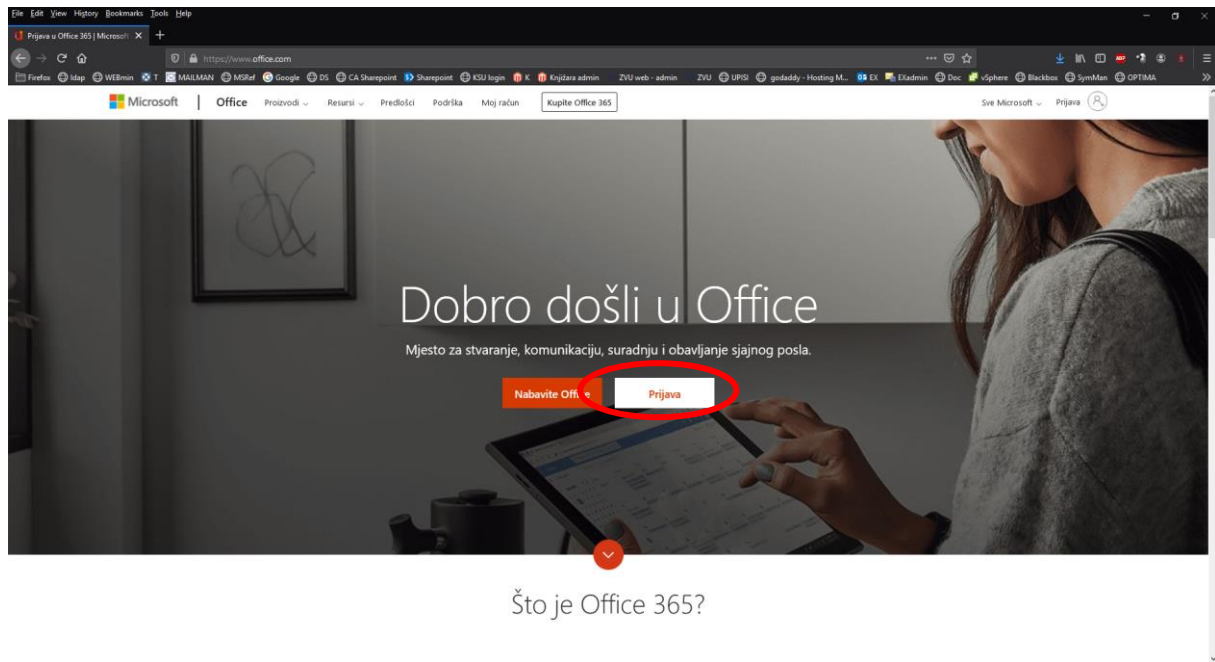 File Edit View History Bookmarks Tools Help
Prijava u Office 365 | Microsoft
https://www.office.com
Firefox ldap WEBmin T MAILMAN MSRef Google DS CA Sharepoint Sharepoint KSU login K Knjižara admin ZVU web - admin ZVU UPISI godaddy - Hosting M... EX EXadmin Doc vSphere Blackbox SymMan OPTIMA
Microsoft | Office Proizvodi Resursi Predlošci Podrška Moj račun Kupite Office 365 Sve Microsoft Prijava
Dobro došli u Office
Mjesto za stvaranje, komunikaciju, suradnju i obavljanje sjajnog posla.
Nabavite Office Prijava
Što je Office 365?